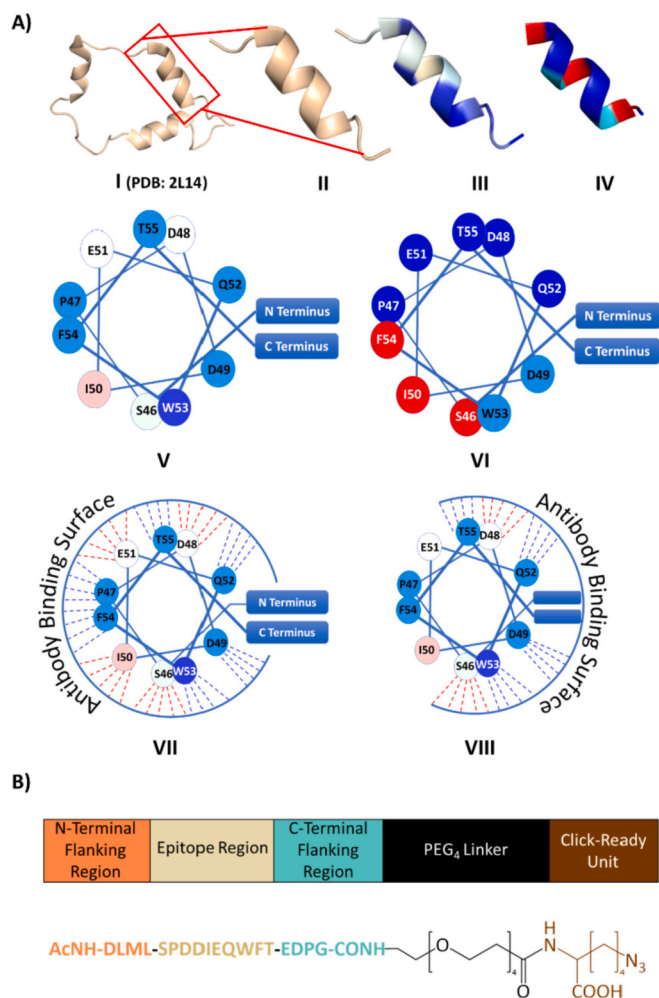 A)
I (PDB: 2L14)
II
III
IV
T55
D48
E51
Q52
P47
N Terminus
F54
C Terminus
D49
I50
S46
W53
V
T55
D48
E51
Q52
P47
N Terminus
F54
C Terminus
D49
I50
S46
W53
VI
Antibody Binding Surface
T55
D48
E51
Q52
P47
N Terminus
F54
C Terminus
D49
I50
S46
W53
VII
Antibody Binding Surface
T55
D48
E51
Q52
P47
F54
D49
I50
S46
W53
VIII
B)
N-Terminal
Flanking
Region
Epitope Region
C-Terminal
Flanking
Region
PEG4 Linker
Click-Ready
Unit
AcNH-DLML-SPDDIEQWFT-EDPG-CONH
O
4
O
H
N
4
N3
COOH